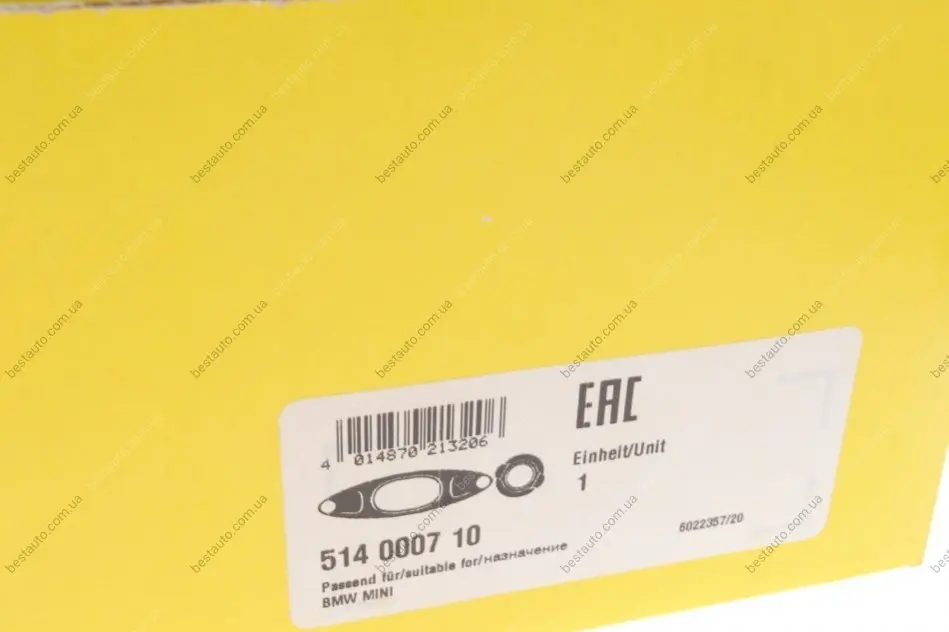 4 014870 213206
EAC
Einheit/Unit
1
514 0007 10
6022357/20
Passend für/suitable for/назначение
BMW MINI
bestauto.com.ua